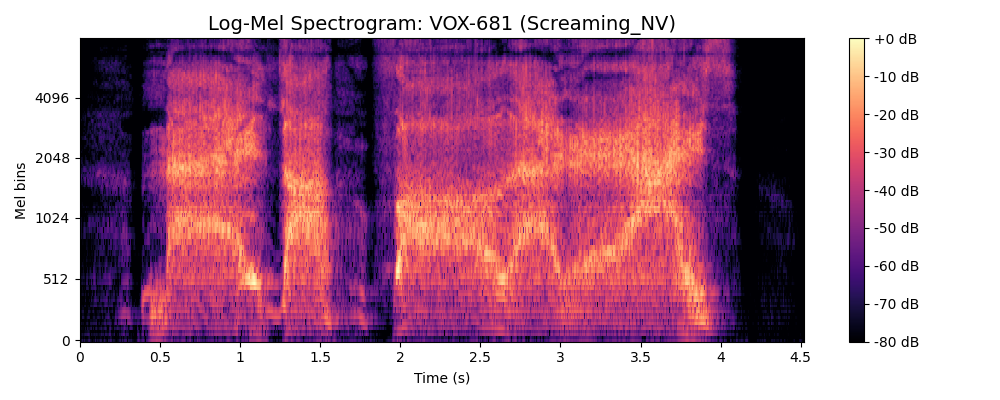 Log-Mel Spectrogram: VOX-681 (Screaming_NV)
Mel bins
4096
2048
1024
512
0
0 0.5 1 1.5 2 2.5 3 3.5 4 4.5
Time (s)
+0 dB
-10 dB
-20 dB
-30 dB
-40 dB
-50 dB
-60 dB
-70 dB
-80 dB